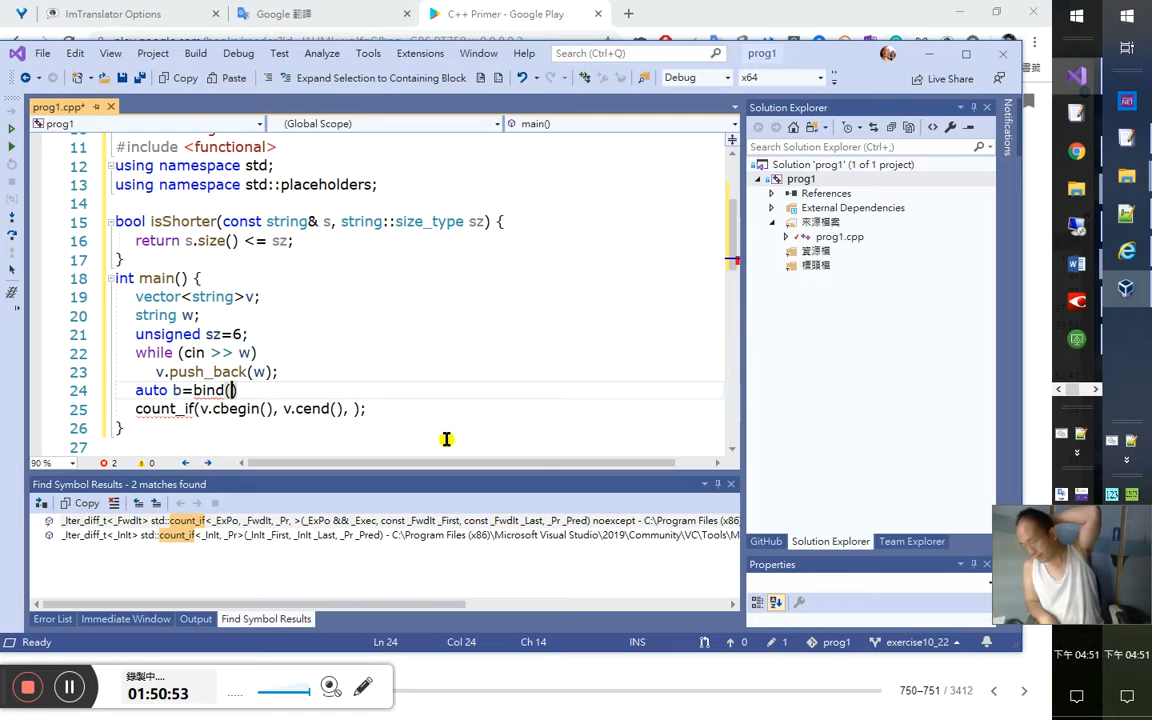 ImTranslator Options
Google 翻譯
C++ Primer - Google Play
File Edit View Project Build Debug Test Analyze Tools Extensions Window Help
Search (Ctrl+Q)
prog1
Copy Paste Expand Selection to Containing Block Debug x64 Live Share
prog1.cpp*
prog1 (Global Scope) main()
11 #include <functional>
12 using namespace std;
13 using namespace std::placeholders;
14
15 bool isShorter(const string& s, string::size_type sz) {
16 return s.size() <= sz;
17 }
18 int main() {
19 vector<string>v;
20 string w;
21 unsigned sz=6;
22 while (cin >> w)
23 v.push_back(w);
24 auto b=bind()
25 count_if(v.cbegin(), v.cend(), );
26 }
27
90 % 2 0
Find Symbol Results - 2 matches found
Copy
_Iter_diff_t<_FwdIt> std::count_if<_ExPo, _FwdIt, _Pr, >(_ExPo && _Exec, const _FwdIt _First, const _FwdIt _Last, _Pr _Pred) noexcept - C:\Program Files (x86)
_Iter_diff_t<_InIt> std::count_if<_InIt, _Pr>(_InIt _First, _InIt _Last, _Pr _Pred) - C:\Program Files (x86)\Microsoft Visual Studio\2019\Community\VC\Tools\M
Error List Immediate Window Output Find Symbol Results
Solution Explorer
Search Solution Explorer (Ctrl+;)
Solution 'prog1' (1 of 1 project)
prog1
References
External Dependencies
來源檔案
prog1.cpp
資源檔
標頭檔
Notifications
GitHub Solution Explorer Team Explorer
Properties
Ready Ln 24 Col 24 Ch 14 INS 0 1 prog1 exercise10_22
錄製中...
01:50:53
750–751 / 3412
下午 04:51 下午 04:51